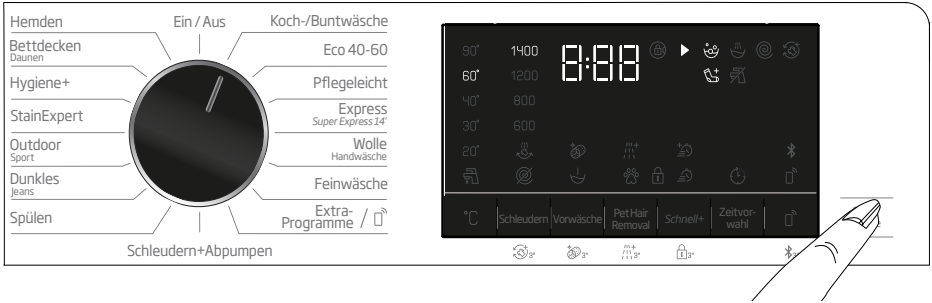 Hemden
Bettdecken
Daunen
Hygiene+
StainExpert
Outdoor
Sport
Dunkles
Jeans
Spülen
Ein / Aus
Schleudern+Abpumpen
Koch-/Buntwäsche
Eco 40-60
Pflegeleicht
Express
Super Express 14'
Wolle
Handwäsche
Feinwäsche
Extra-
Programme /
90° 1400 8:88
60° 1200
40° 800
30° 600
20°
°C Schleudern Vorwäsche Pet Hair Removal Schnell+ Zeitvor-wahl
3" 3" 3" 3" 3"